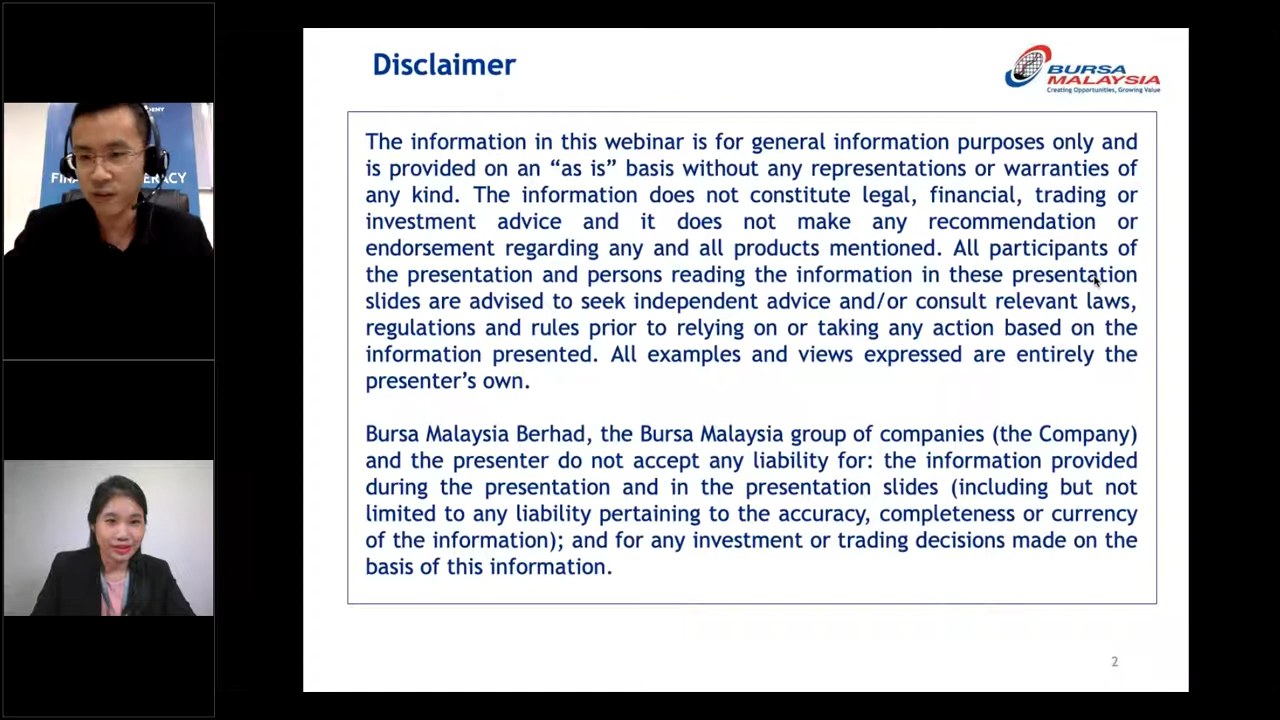 DEMY
FIN
RACY
Disclaimer
BURSA
MALAYSIA
Creating Opportunities, Growing Value
The information in this webinar is for general information purposes only and
is provided on an “as is” basis without any representations or warranties of
any kind. The information does not constitute legal, financial, trading or
investment advice and it does not make any recommendation or
endorsement regarding any and all products mentioned. All participants of
the presentation and persons reading the information in these presentation
slides are advised to seek independent advice and/or consult relevant laws,
regulations and rules prior to relying on or taking any action based on the
information presented. All examples and views expressed are entirely the
presenter’s own.
Bursa Malaysia Berhad, the Bursa Malaysia group of companies (the Company)
and the presenter do not accept any liability for: the information provided
during the presentation and in the presentation slides (including but not
limited to any liability pertaining to the accuracy, completeness or currency
of the information); and for any investment or trading decisions made on the
basis of this information.
2